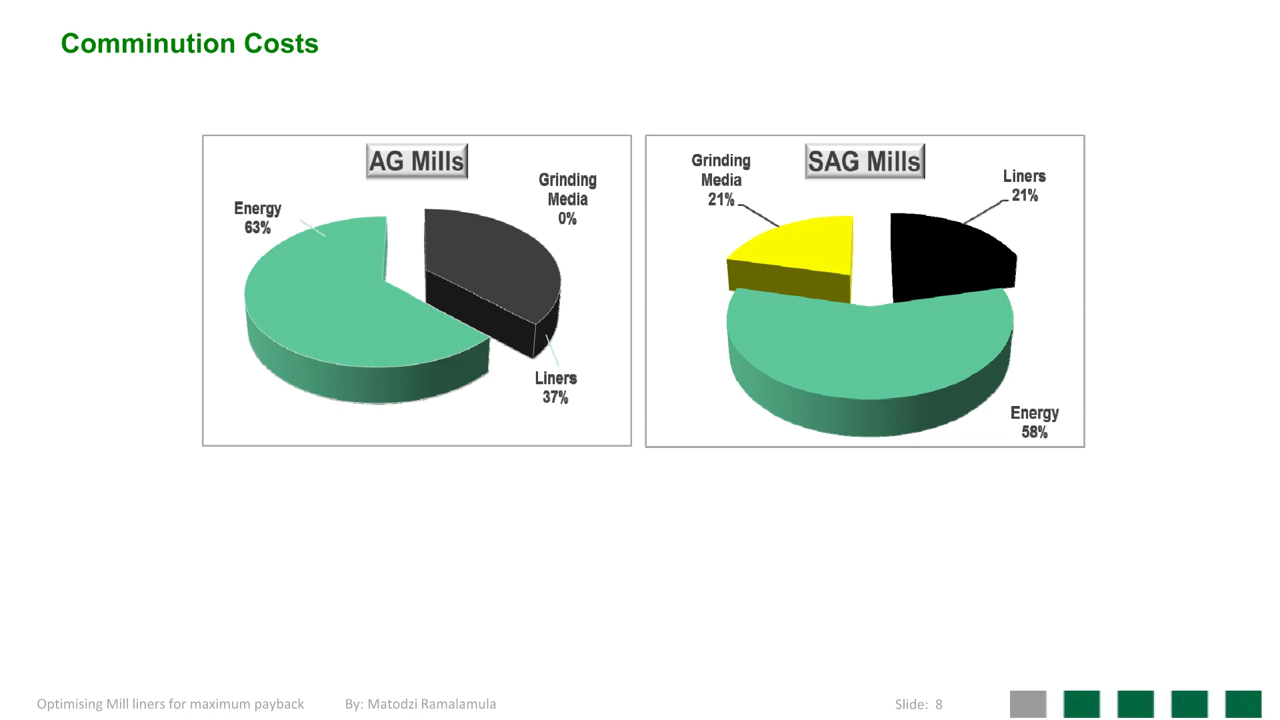 Comminution Costs
AG Mills
Grinding
Media
0%
Energy
63%
Liners
37%
SAG Mills
Grinding
Media
21%
Liners
21%
Energy
58%
Optimising Mill liners for maximum payback By: Matodzi Ramalamula Slide: 8